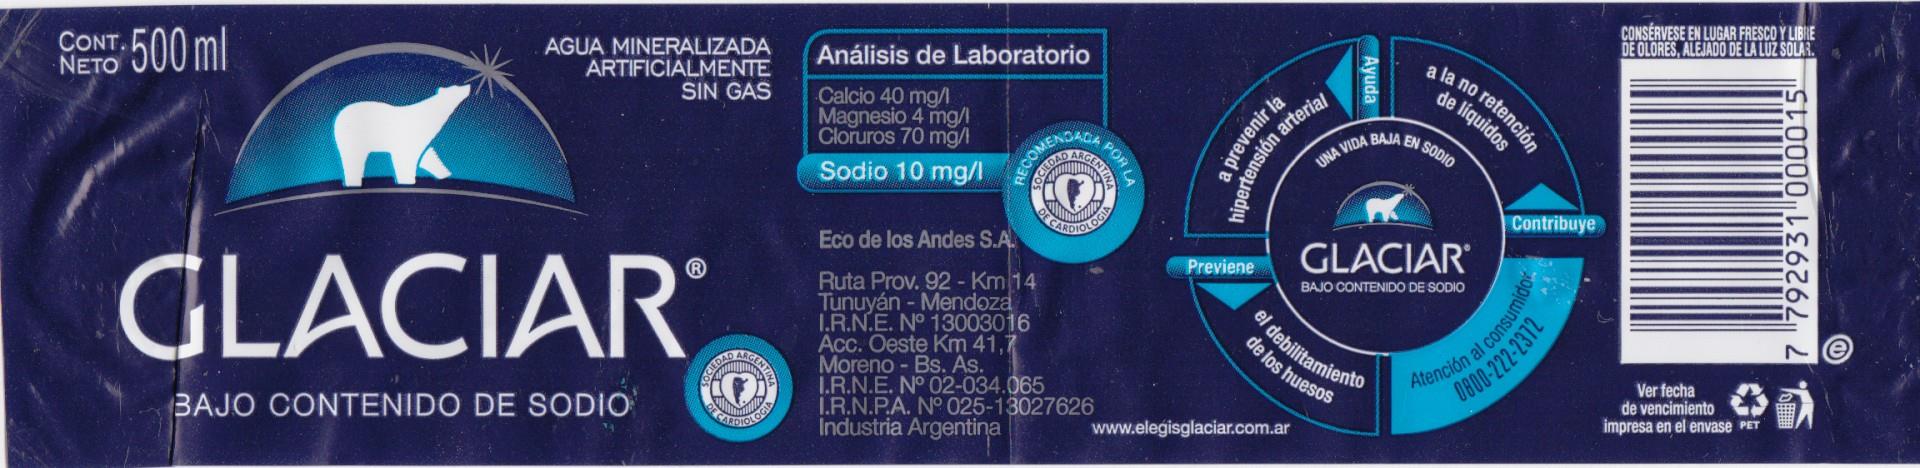 CONT. NETO 500 ml
AGUA MINERALIZADA
ARTIFICIALMENTE
SIN GAS
GLACIAR®
BAJO CONTENIDO DE SODIO
SOCIEDAD ARGENTINA
DE CARDIOLOGÍA
Análisis de Laboratorio
Calcio 40 mg/l
Magnesio 4 mg/l
Cloruros 70 mg/l
Sodio 10 mg/l
RECOMENDADA POR LA
SOCIEDAD ARGENTINA
DE CARDIOLOGÍA
Eco de los Andes S.A.
Ruta Prov. 92 - Km 14
Tunuyán - Mendoza
I.R.N.E. Nº 13003016
Acc. Oeste Km 41,7
Moreno - Bs. As.
I.R.N.E. Nº 02-034.065
I.R.N.P.A. Nº 025-13027626
Industria Argentina
www.elegisglaciar.com.ar
Ayuda
a prevenir la
hipertensión arterial
Contribuye
a la no retención
de líquidos
Previene
el debilitamiento
de los huesos
UNA VIDA BAJA EN SODIO
GLACIAR®
BAJO CONTENIDO DE SODIO
Atención al consumidor
0800-222-2312
CONSÉRVESE EN LUGAR FRESCO Y LIBRE
DE OLORES, ALEJADO DE LA LUZ SOLAR.
7 792931 000015
e
Ver fecha
de vencimiento
impresa en el envase
PET